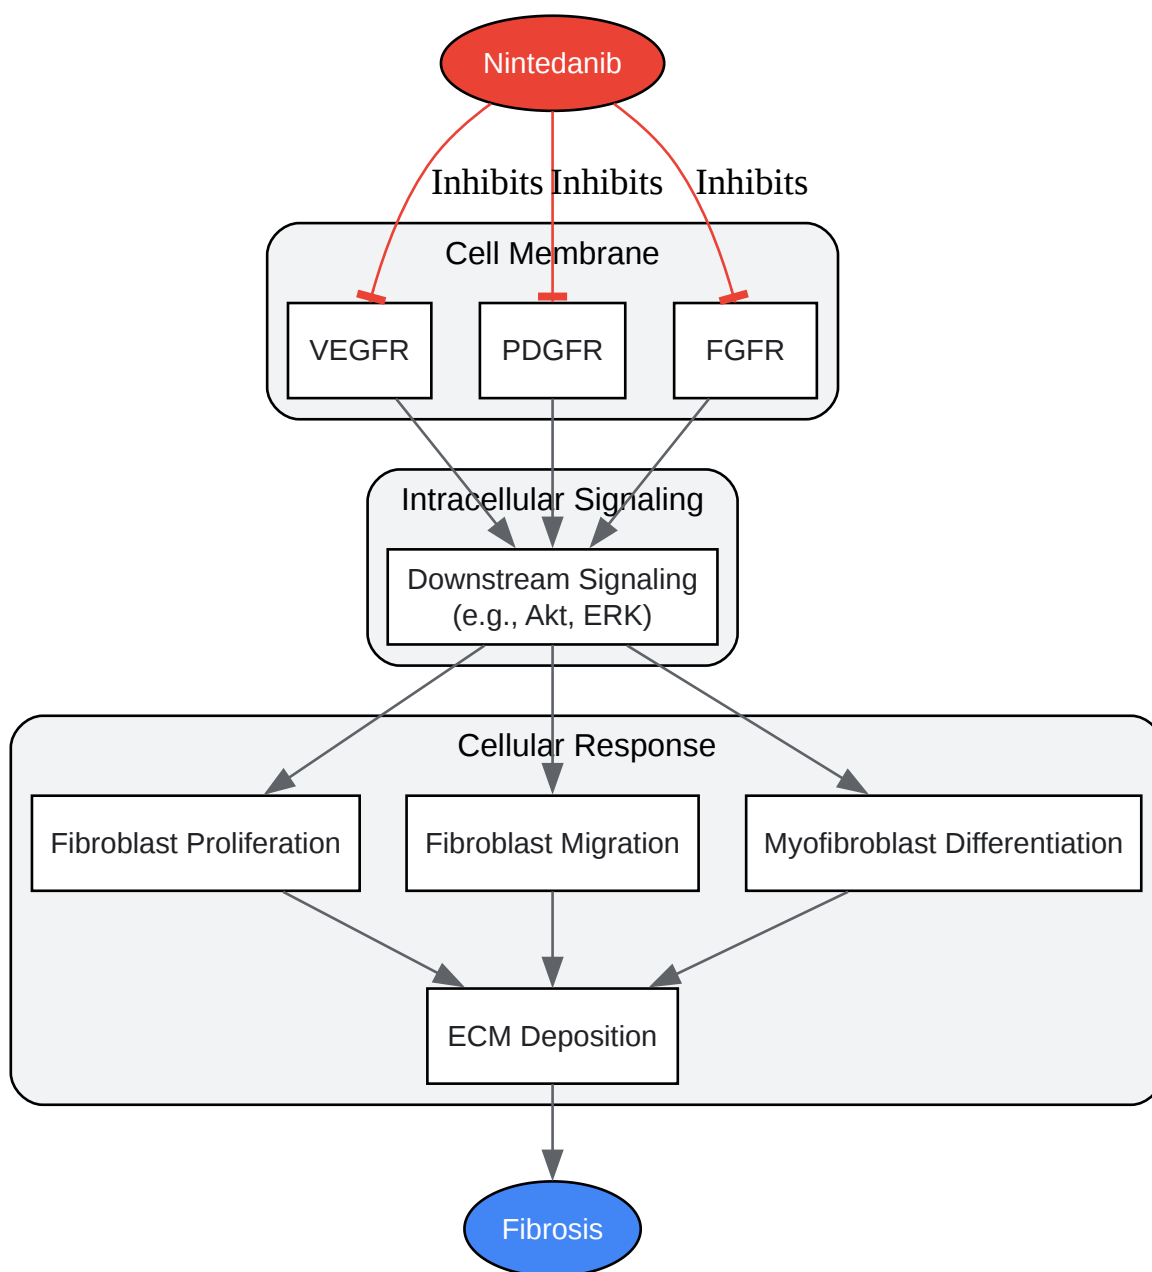 Nintedanib
Inhibits Inhibits Inhibits
Cell Membrane
VEGFR PDGFR FGFR
Intracellular Signaling
Downstream Signaling
(e.g., Akt, ERK)
Cellular Response
Fibroblast Proliferation Fibroblast Migration Myofibroblast Differentiation
ECM Deposition
Fibrosis